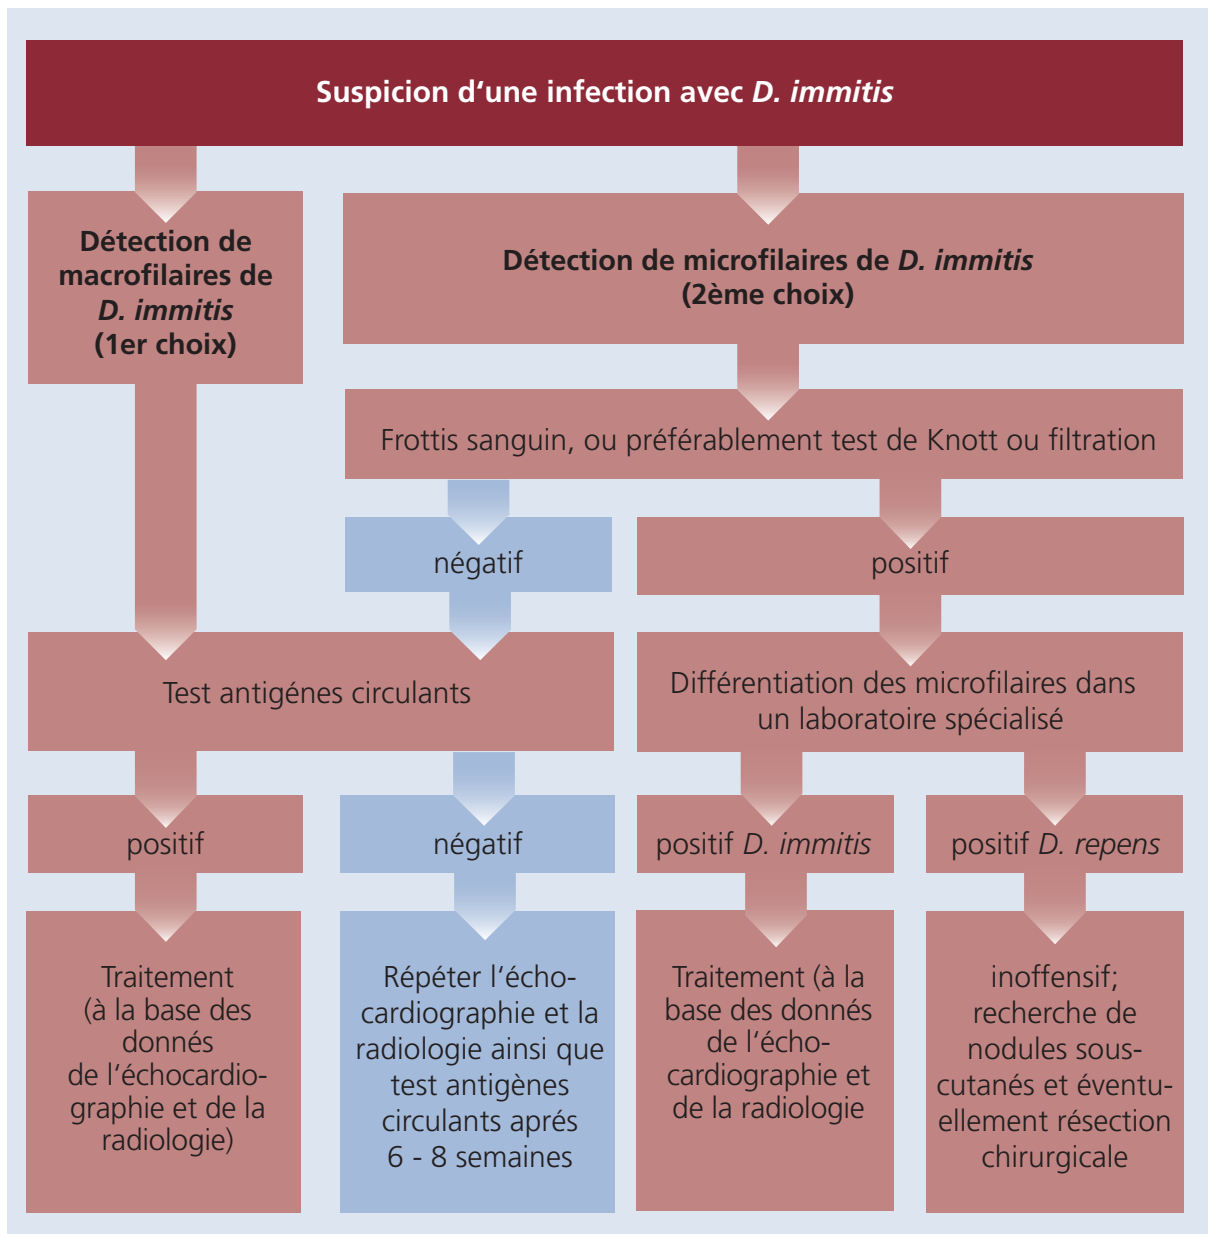 Suspicion d‘une infection avec D. immitis
Détection de
macrofilaires de
D. immitis
(1er choix)
Détection de microfilaires de D. immitis
(2ème choix)
Frottis sanguin, ou préférablement test de Knott ou filtration
négatif
positif
Test antigénes circulants
Différentiation des microfilaires dans
un laboratoire spécialisé
positif
négatif
positif D. immitis
positif D. repens
Traitement
(à la base des
donnés
de l‘échocardio-
graphie et de la
radiologie)
Répéter l‘écho-
cardiographie et la
radiologie ainsi que
test antigènes
circulants aprés
6 - 8 semaines
Traitement (à la
base des donnés
de l‘écho-
cardiographie et
de la radiologie
inoffensif;
recherche de
nodules sous-
cutanés et éventu-
ellement résection
chirurgicale